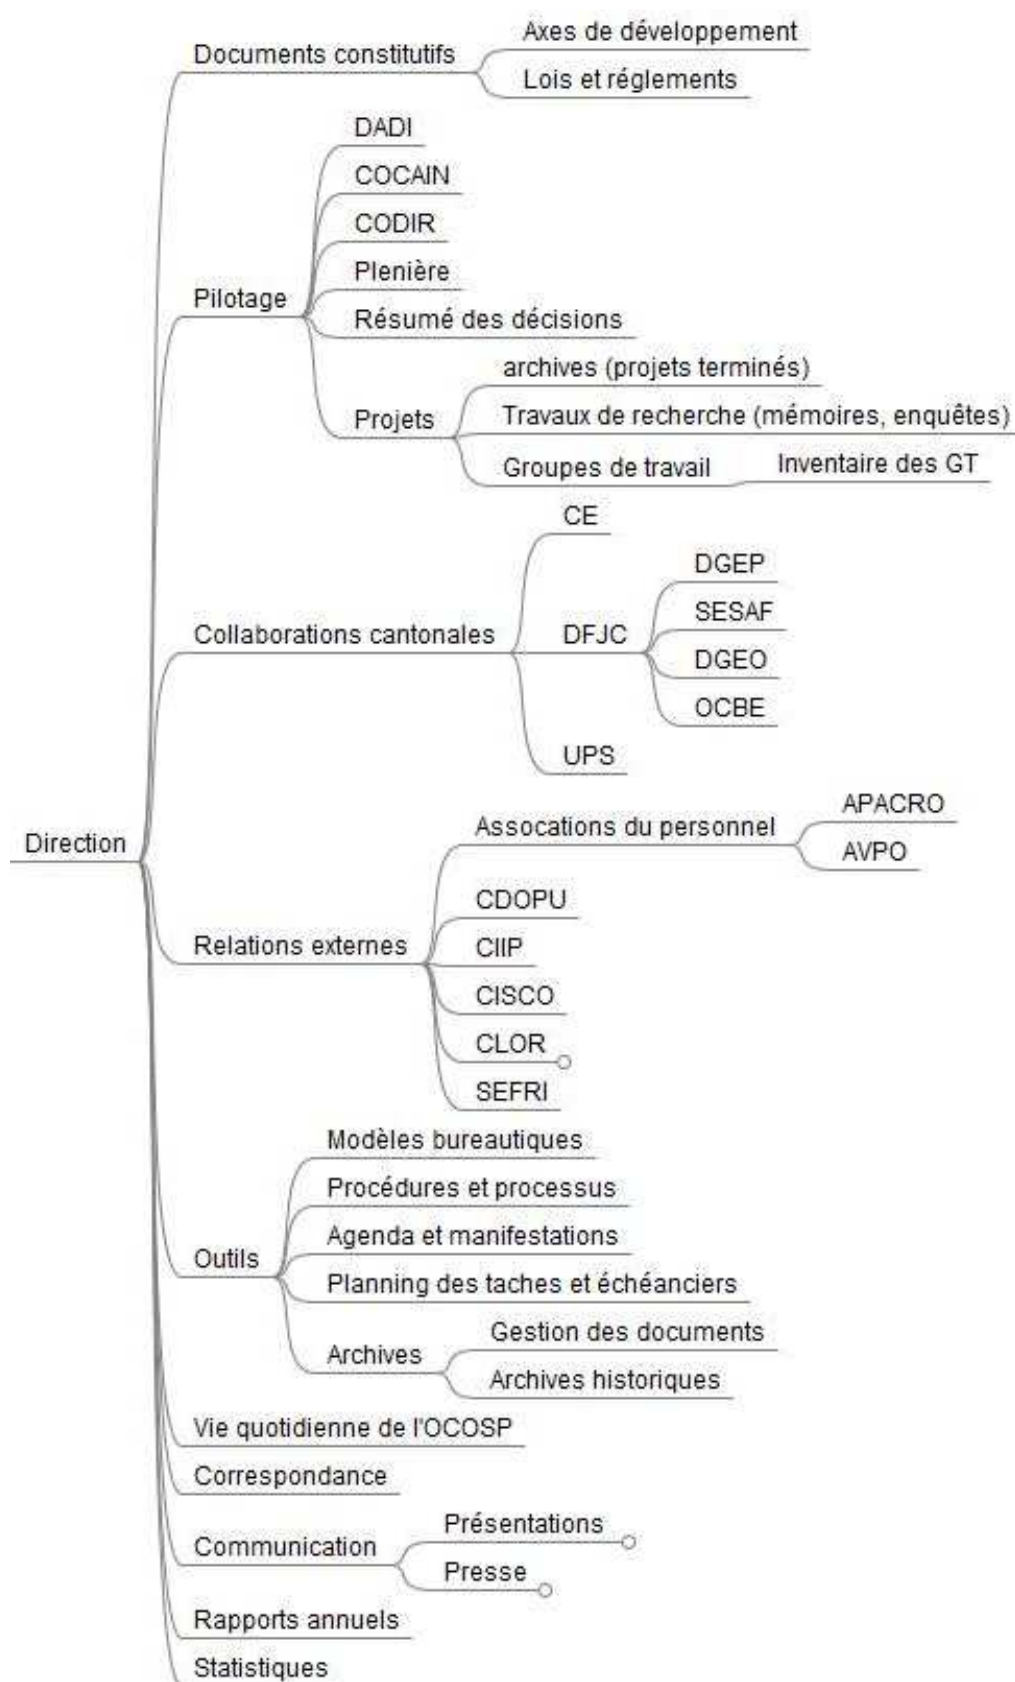 Axes de développement
Documents constitutifs
Lois et réglements
DADI
COCAIN
CODIR
Plenière
Pilotage
Résumé des décisions
archives (projets terminés)
Projets
Travaux de recherche (mémoires, enquêtes)
Groupes de travail
Inventaire des GT
CE
DGEP
SESAF
Collaborations cantonales
DFJC
DGEO
OCBE
UPS
Direction
APACRO
Assocations du personnel
AVPO
CDOPU
Relations externes
CIIP
CISCO
CLOR
SEFRI
Modèles bureautiques
Procédures et processus
Agenda et manifestations
Outils
Planning des taches et échéanciers
Gestion des documents
Archives
Archives historiques
Vie quotidienne de l'OCOSP
Correspondance
Présentations
Communication
Presse
Rapports annuels
Statistiques